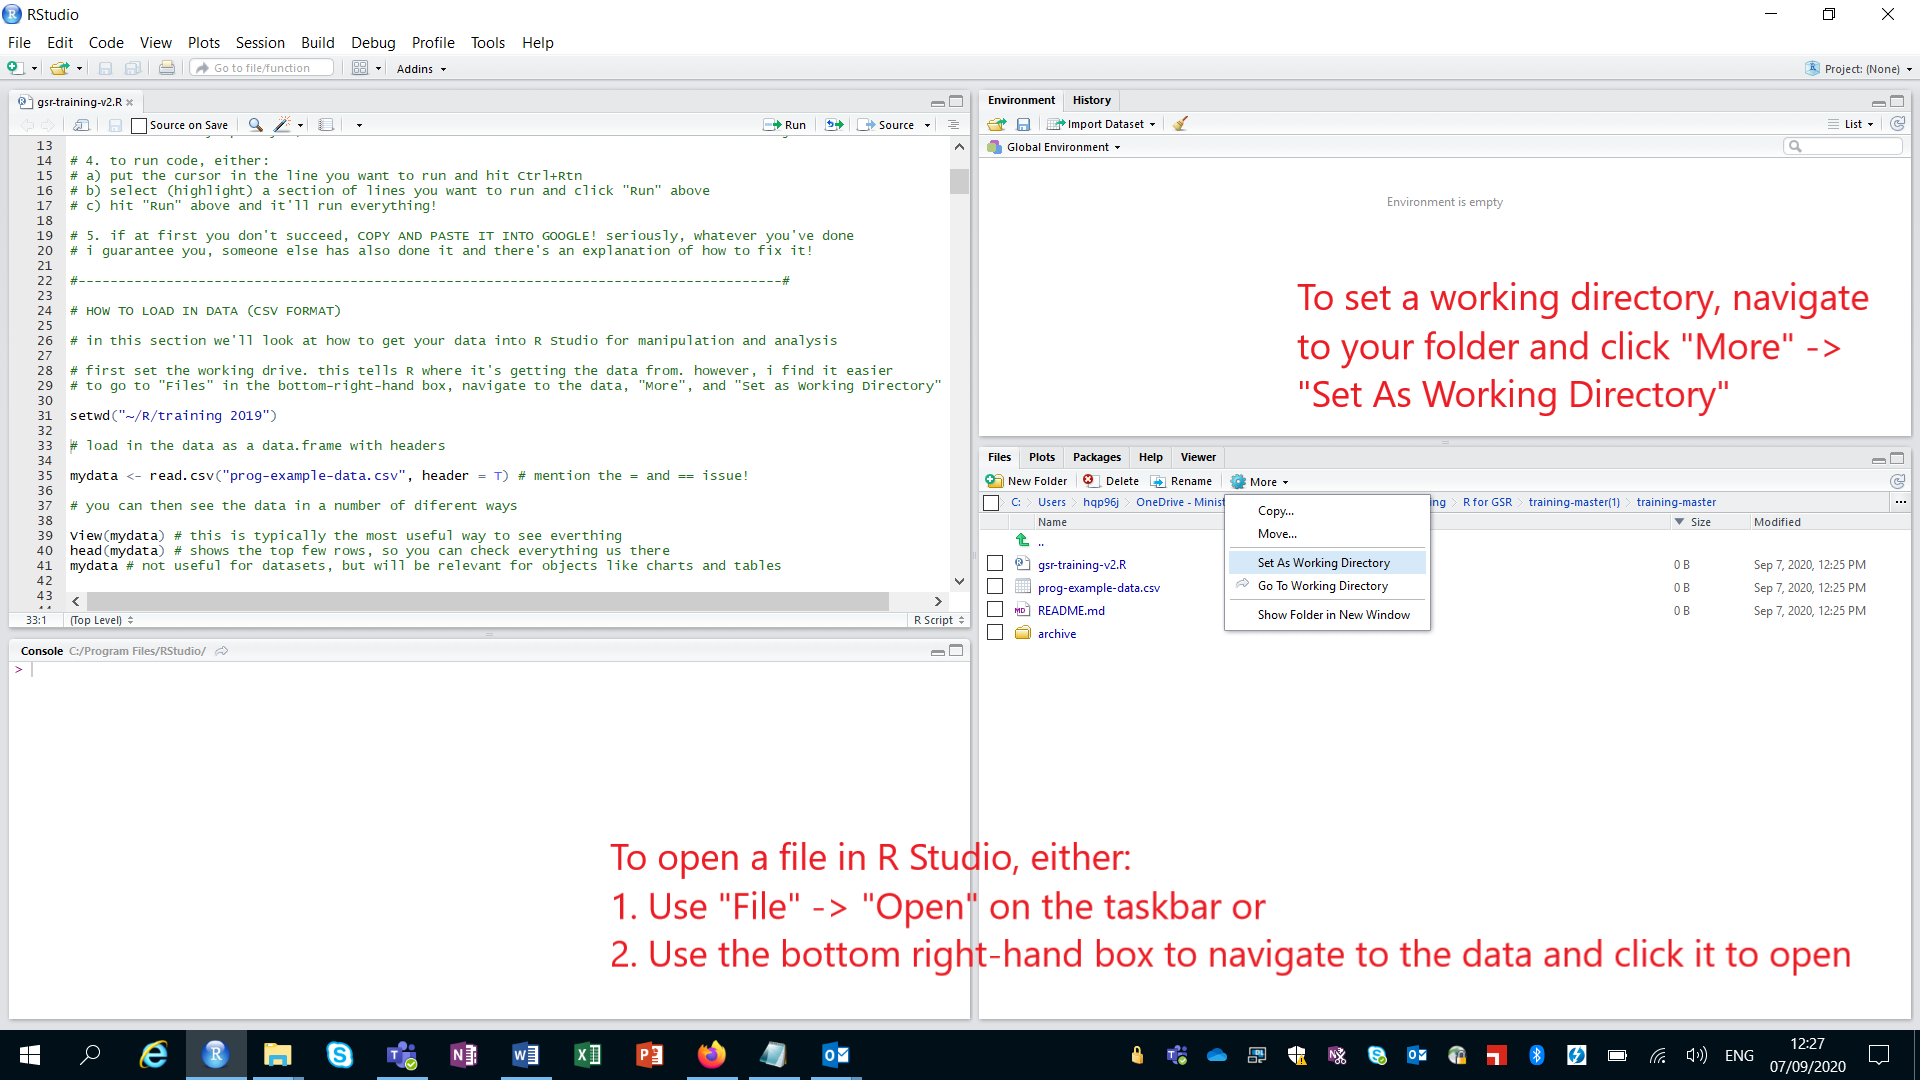 RStudio
File Edit Code View Plots Session Build Debug Profile Tools Help
Go to file/function Addins Project: (None)
gsr-training-v2.R
Source on Save Run Source
13
14 # 4. to run code, either:
15 # a) put the cursor in the line you want to run and hit Ctrl+Rtn
16 # b) select (highlight) a section of lines you want to run and click "Run" above
17 # c) hit "Run" above and it'll run everything!
18
19 # 5. if at first you don't succeed, COPY AND PASTE IT INTO GOOGLE! seriously, whatever you've done
20 # i guarantee you, someone else has also done it and there's an explanation of how to fix it!
21
22 #---------------------------------------------------------------------------------------#
23
24 # HOW TO LOAD IN DATA (CSV FORMAT)
25
26 # in this section we'll look at how to get your data into R Studio for manipulation and analysis
27
28 # first set the working drive. this tells R where it's getting the data from. however, i find it easier
29 # to go to "Files" in the bottom-right-hand box, navigate to the data, "More", and "Set as Working Directory"
30
31 setwd("~/R/training 2019")
32
33 # load in the data as a data.frame with headers
34
35 mydata <- read.csv("prog-example-data.csv", header = T) # mention the = and == issue!
36
37 # you can then see the data in a number of diferent ways
38
39 View(mydata) # this is typically the most useful way to see everthing
40 head(mydata) # shows the top few rows, so you can check everything us there
41 mydata # not useful for datasets, but will be relevant for objects like charts and tables
42
43
33:1 (Top Level) R Script
Console C:/Program Files/RStudio/
>
Environment History
Import Dataset List
Global Environment
Environment is empty
To set a working directory, navigate
to your folder and click "More" ->
"Set As Working Directory"
Files Plots Packages Help Viewer
New Folder Delete Rename More
C: Users hqp96j OneDrive - Minist ing R for GSR training-master(1) training-master ...
Name Size Modified
..
gsr-training-v2.R 0 B Sep 7, 2020, 12:25 PM
prog-example-data.csv 0 B Sep 7, 2020, 12:25 PM
README.md 0 B Sep 7, 2020, 12:25 PM
archive
Copy...
Move...
Set As Working Directory
Go To Working Directory
Show Folder in New Window
To open a file in R Studio, either:
1. Use "File" -> "Open" on the taskbar or
2. Use the bottom right-hand box to navigate to the data and click it to open
ENG
12:27
07/09/2020